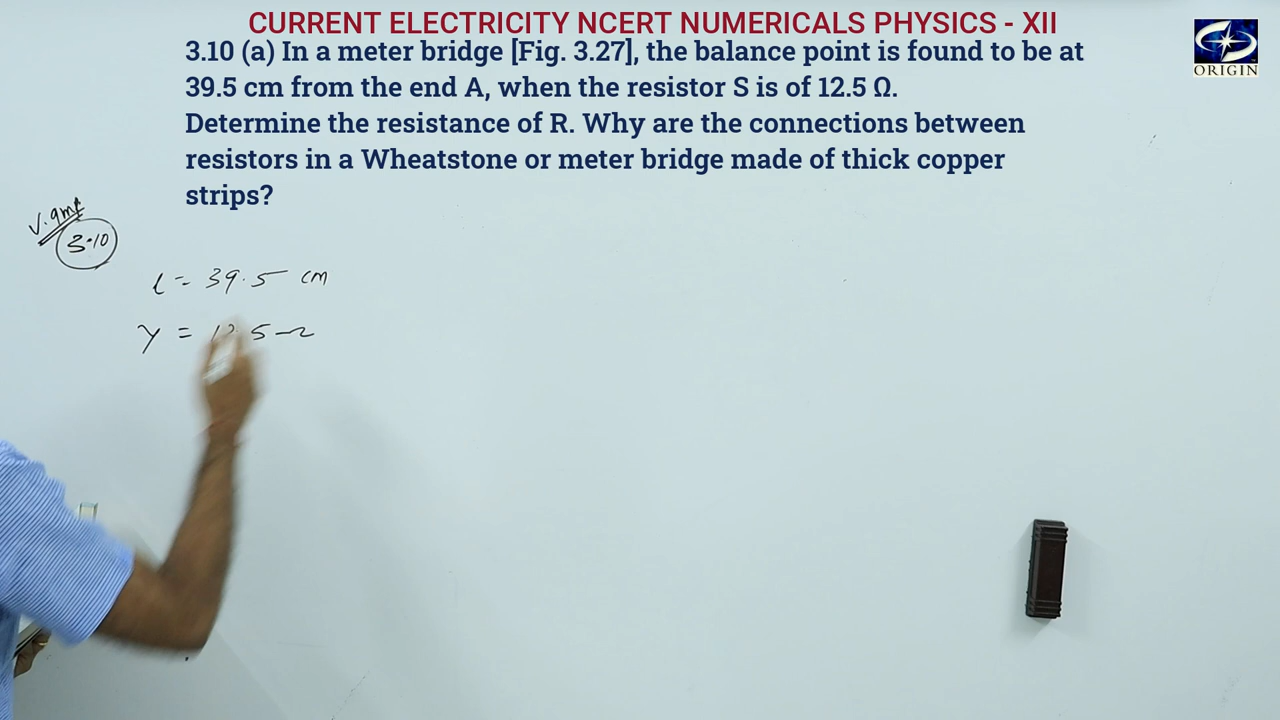 CURRENT ELECTRICITY NCERT NUMERICALS PHYSICS - XII
3.10 (a) In a meter bridge [Fig. 3.27], the balance point is found to be at
39.5 cm from the end A, when the resistor S is of 12.5 Ω.
Determine the resistance of R. Why are the connections between
resistors in a Wheatstone or meter bridge made of thick copper
strips?
ORIGIN
3.10
l = 39.5 cm
Y = 12.5 Ω